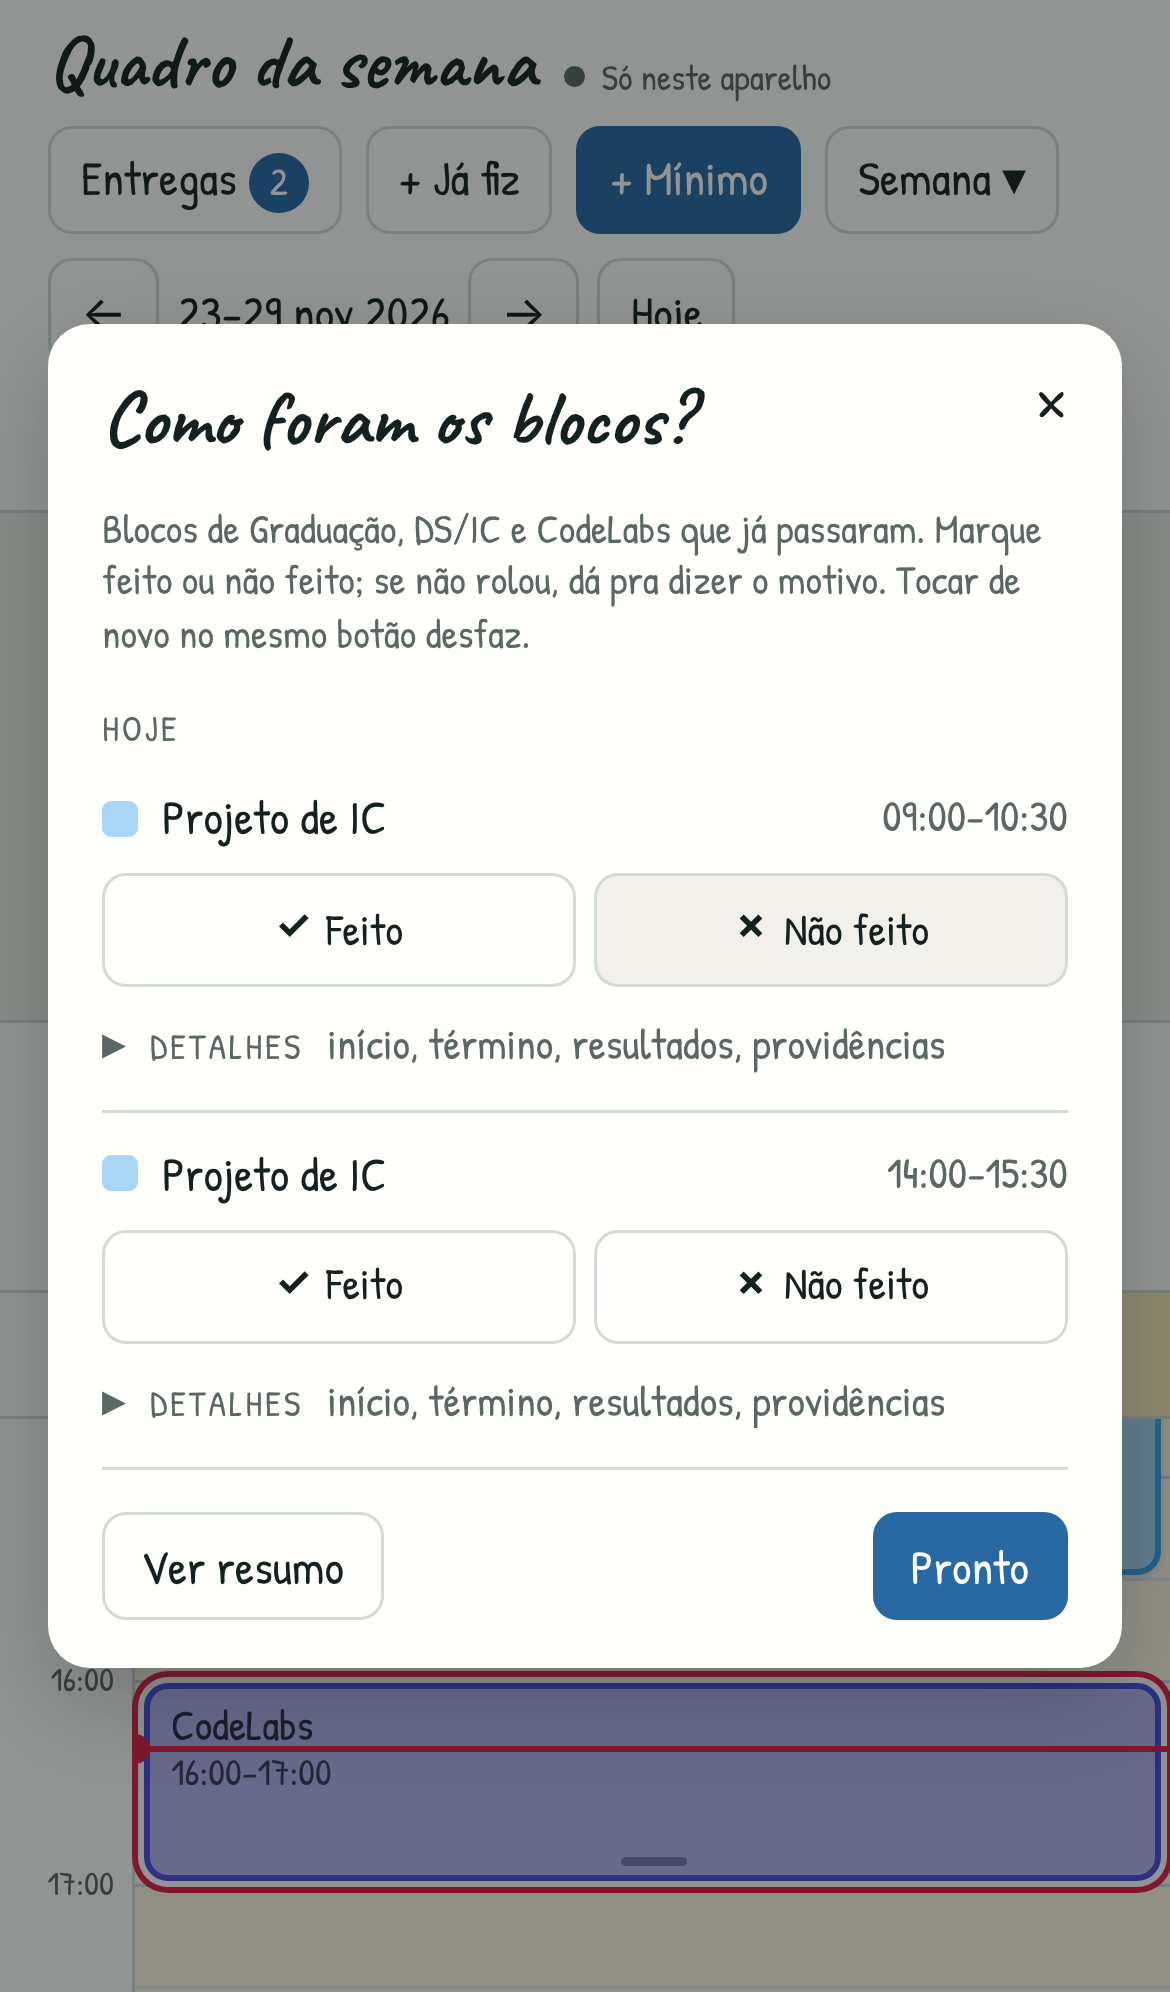 Quadro da semana ● Só neste aparelho
Entregas 2 + Já fiz + Mínimo Semana ▼
← 23–29 nov 2026 → Hoje
Como foram os blocos? ×
Blocos de Graduação, DS/IC e CodeLabs que já passaram. Marque
feito ou não feito; se não rolou, dá pra dizer o motivo. Tocar de
novo no mesmo botão desfaz.
HOJE
Projeto de IC 09:00–10:30
✓ Feito × Não feito
▶ DETALHES início, término, resultados, providências
Projeto de IC 14:00–15:30
✓ Feito × Não feito
▶ DETALHES início, término, resultados, providências
Ver resumo Pronto
16:00
CodeLabs
16:00–17:00
17:00